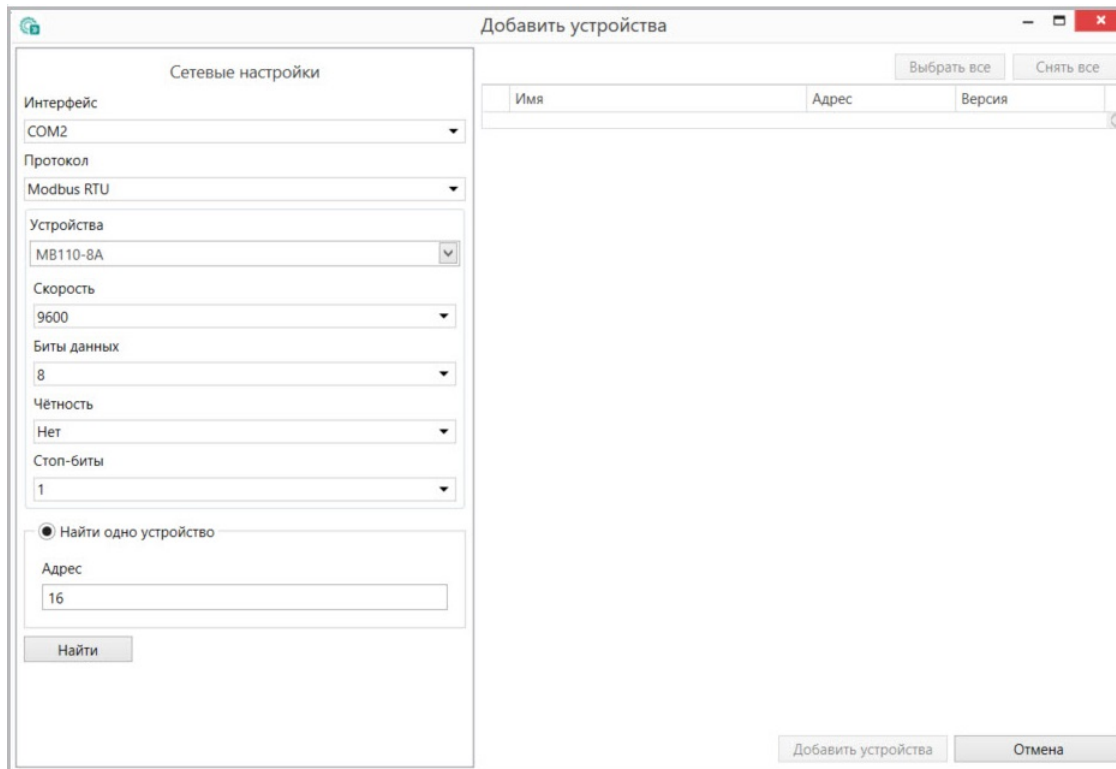 Добавить устройства
Сетевые настройки
Интерфейс
COM2
Протокол
Modbus RTU
Устройства
МВ110-8А
Скорость
9600
Биты данных
8
Чётность
Нет
Стоп-биты
1
Найти одно устройство
Адрес
16
Найти
Выбрать все Снять все
Имя Адрес Версия
Добавить устройства Отмена